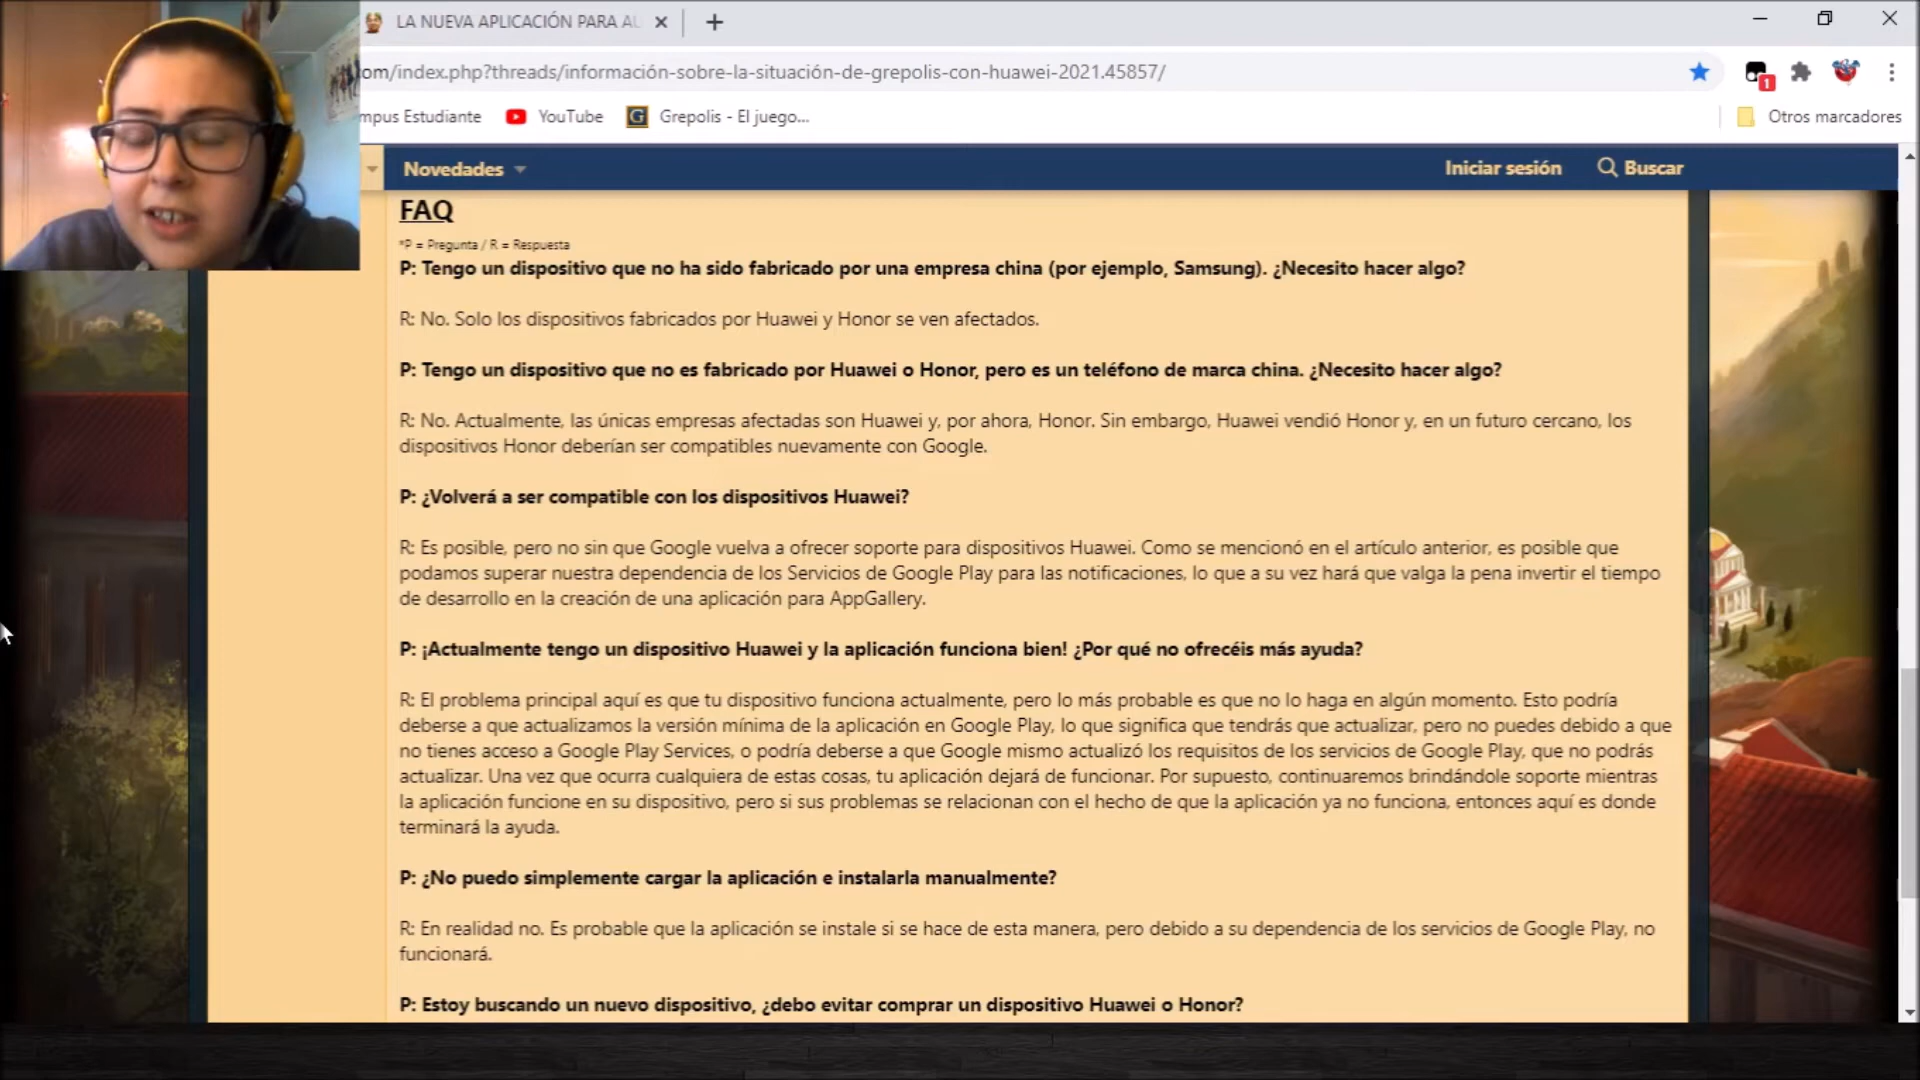 LA NUEVA APLICACIÓN PARA AU
om/index.php?threads/información-sobre-la-situación-de-grepolis-con-huawei-2021.45857/
1
mpus Estudiante
YouTube
G
Grepolis - El juego...
Otros marcadores
Novedades
Iniciar sesión
Buscar
FAQ
*P = Pregunta / R = Respuesta
P: Tengo un dispositivo que no ha sido fabricado por una empresa china (por ejemplo, Samsung). ¿Necesito hacer algo?
R: No. Solo los dispositivos fabricados por Huawei y Honor se ven afectados.
P: Tengo un dispositivo que no es fabricado por Huawei o Honor, pero es un teléfono de marca china. ¿Necesito hacer algo?
R: No. Actualmente, las únicas empresas afectadas son Huawei y, por ahora, Honor. Sin embargo, Huawei vendió Honor y, en un futuro cercano, los
dispositivos Honor deberían ser compatibles nuevamente con Google.
P: ¿Volverá a ser compatible con los dispositivos Huawei?
R: Es posible, pero no sin que Google vuelva a ofrecer soporte para dispositivos Huawei. Como se mencionó en el artículo anterior, es posible que
podamos superar nuestra dependencia de los Servicios de Google Play para las notificaciones, lo que a su vez hará que valga la pena invertir el tiempo
de desarrollo en la creación de una aplicación para AppGallery.
P: ¡Actualmente tengo un dispositivo Huawei y la aplicación funciona bien! ¿Por qué no ofrecéis más ayuda?
R: El problema principal aquí es que tu dispositivo funciona actualmente, pero lo más probable es que no lo haga en algún momento. Esto podría
deberse a que actualizamos la versión mínima de la aplicación en Google Play, lo que significa que tendrás que actualizar, pero no puedes debido a que
no tienes acceso a Google Play Services, o podría deberse a que Google mismo actualizó los requisitos de los servicios de Google Play, que no podrás
actualizar. Una vez que ocurra cualquiera de estas cosas, tu aplicación dejará de funcionar. Por supuesto, continuaremos brindándole soporte mientras
la aplicación funcione en su dispositivo, pero si sus problemas se relacionan con el hecho de que la aplicación ya no funciona, entonces aquí es donde
terminará la ayuda.
P: ¿No puedo simplemente cargar la aplicación e instalarla manualmente?
R: En realidad no. Es probable que la aplicación se instale si se hace de esta manera, pero debido a su dependencia de los servicios de Google Play, no
funcionará.
P: Estoy buscando un nuevo dispositivo, ¿debo evitar comprar un dispositivo Huawei o Honor?